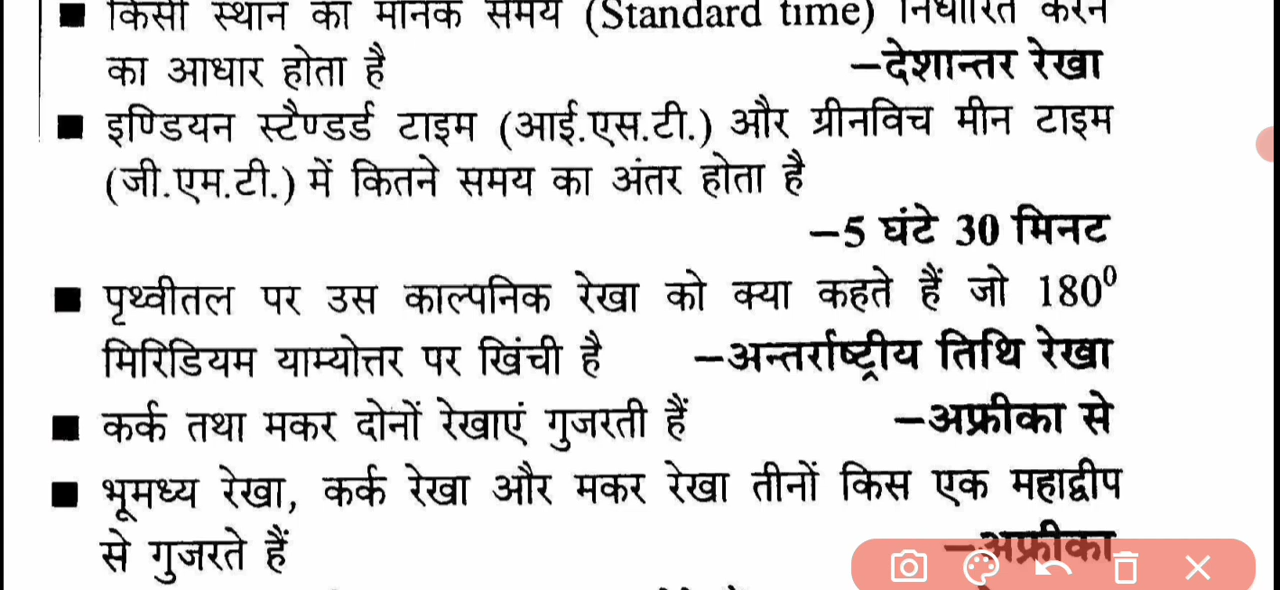 ■ किसी स्थान का मानक समय (Standard time) निर्धारित करने
का आधार होता है –देशान्तर रेखा
■ इण्डियन स्टैण्डर्ड टाइम (आई.एस.टी.) और ग्रीनविच मीन टाइम
(जी.एम.टी.) में कितने समय का अंतर होता है
–5 घंटे 30 मिनट
■ पृथ्वीतल पर उस काल्पनिक रेखा को क्या कहते हैं जो 180⁰
मिरिडियम याम्योत्तर पर खिंची है –अन्तर्राष्ट्रीय तिथि रेखा
■ कर्क तथा मकर दोनों रेखाएं गुजरती हैं –अफ्रीका से
■ भूमध्य रेखा, कर्क रेखा और मकर रेखा तीनों किस एक महाद्वीप
से गुजरते हैं –अफ्रीका